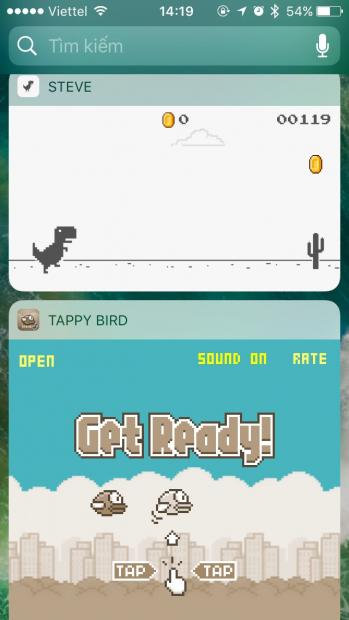 Viettel 14:19 54%
Tìm kiếm
STEVE
0 00119
TAPPY BIRD
OPEN SOUND ON RATE
Get Ready!
TAP TAP